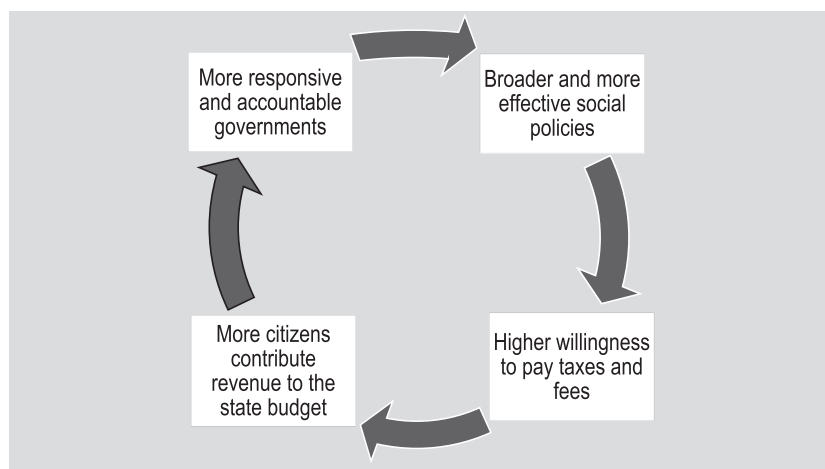 More responsive
and accountable
governments
Broader and more
effective social
policies
Higher willingness
to pay taxes and
fees
More citizens
contribute
revenue to the
state budget